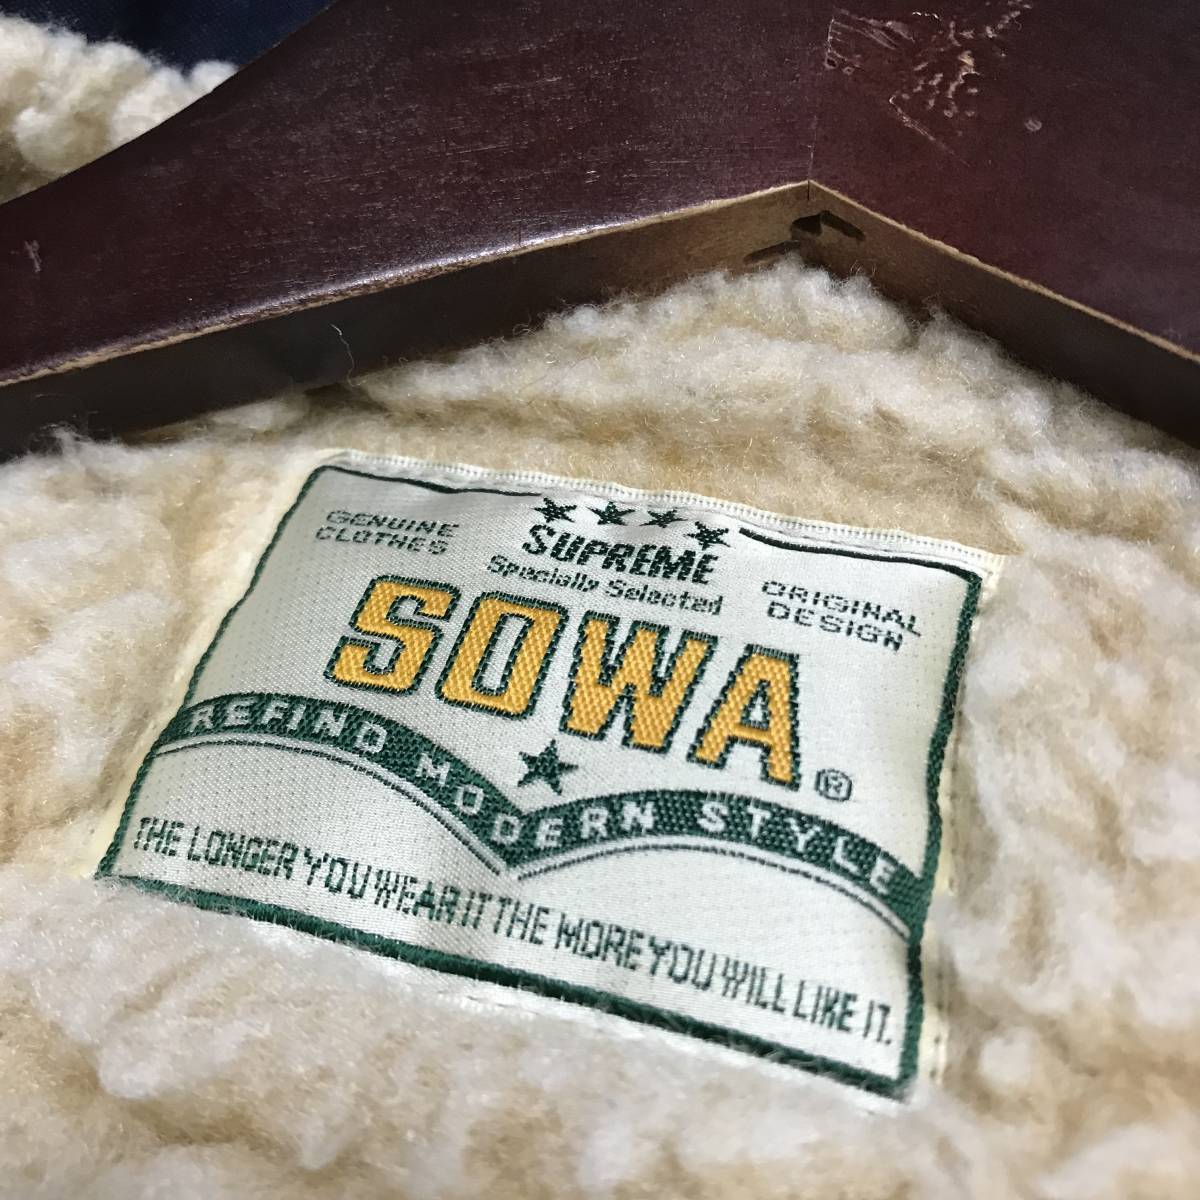 GENUINE
CLOTHES
SUPREME
Specially Selected
ORIGINAL
DESIGN
SOWA®
REFIND MODERN STYLE
THE LONGER YOU WEAR IT THE MORE YOU WILL LIKE IT.